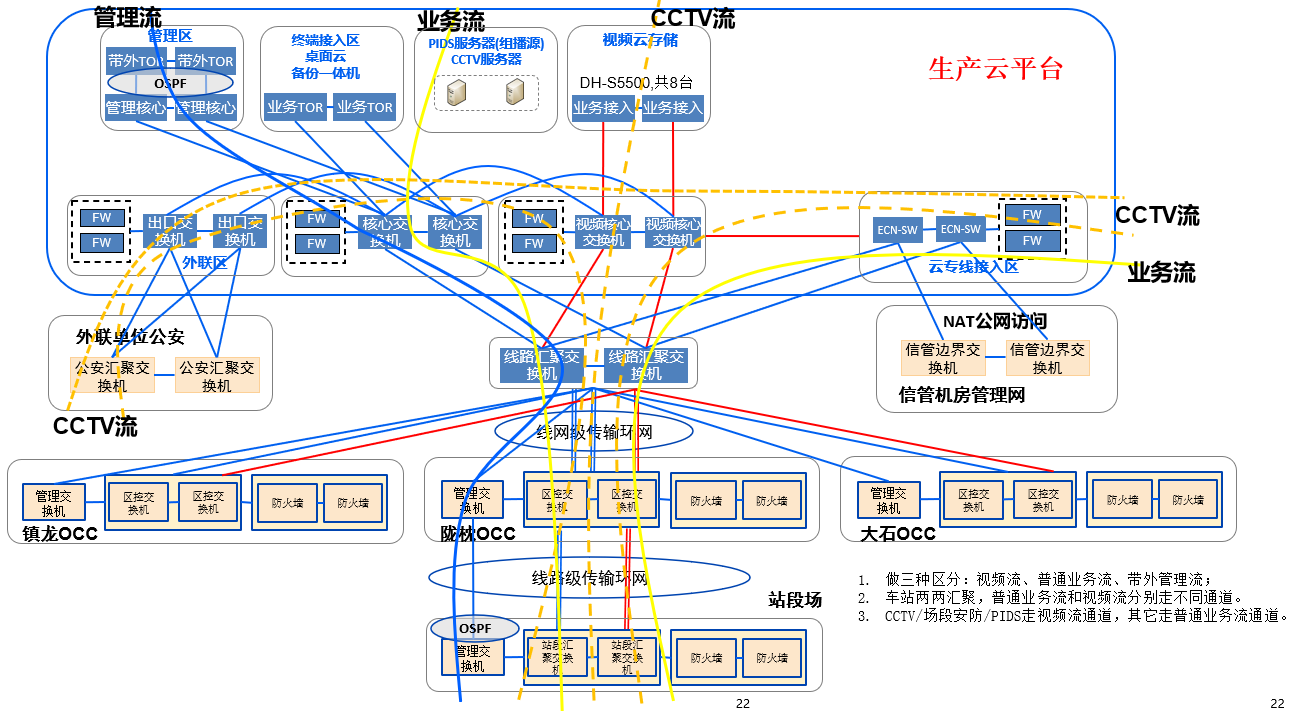 管理流
业务流
CCTV流
管理区
带外TOR
带外TOR
OSPF
管理核心
管理核心
终端接入区
桌面云
备份一体机
业务TOR
业务TOR
PIDS服务器(组播源)
CCTV服务器
视频云存储
DH-S5500,共8台
业务接入
业务接入
生产云平台
FW
FW
出口交
换机
出口交
换机
外联区
FW
FW
核心交
换机
核心交
换机
FW
FW
视频核心
交换机
视频核心
交换机
ECN-SW
ECN-SW
FW
FW
云专线接入区
CCTV流
业务流
外联单位公安
公安汇聚交
换机
公安汇聚交
换机
CCTV流
线路汇聚交
换机
线路汇聚交
换机
NAT公网访问
信管边界交
换机
信管边界交
换机
信管机房管理网
线网级传输环网
管理交
换机
区控交
换机
区控交
换机
防火墙
防火墙
镇龙OCC
管理交
换机
区控交
换机
区控交
换机
防火墙
防火墙
陇枕OCC
管理交
换机
区控交
换机
区控交
换机
防火墙
防火墙
大石OCC
线路级传输环网
站段场
OSPF
管理交
换机
站段汇
聚交换
机
站段汇
聚交换
机
防火墙
防火墙
1. 做三种区分：视频流、普通业务流、带外管理流；
2. 车站两两汇聚，普通业务流和视频流分别走不同通道。
3. CCTV/场段安防/PIDS走视频流通道，其它走普通业务流通道。
22
22